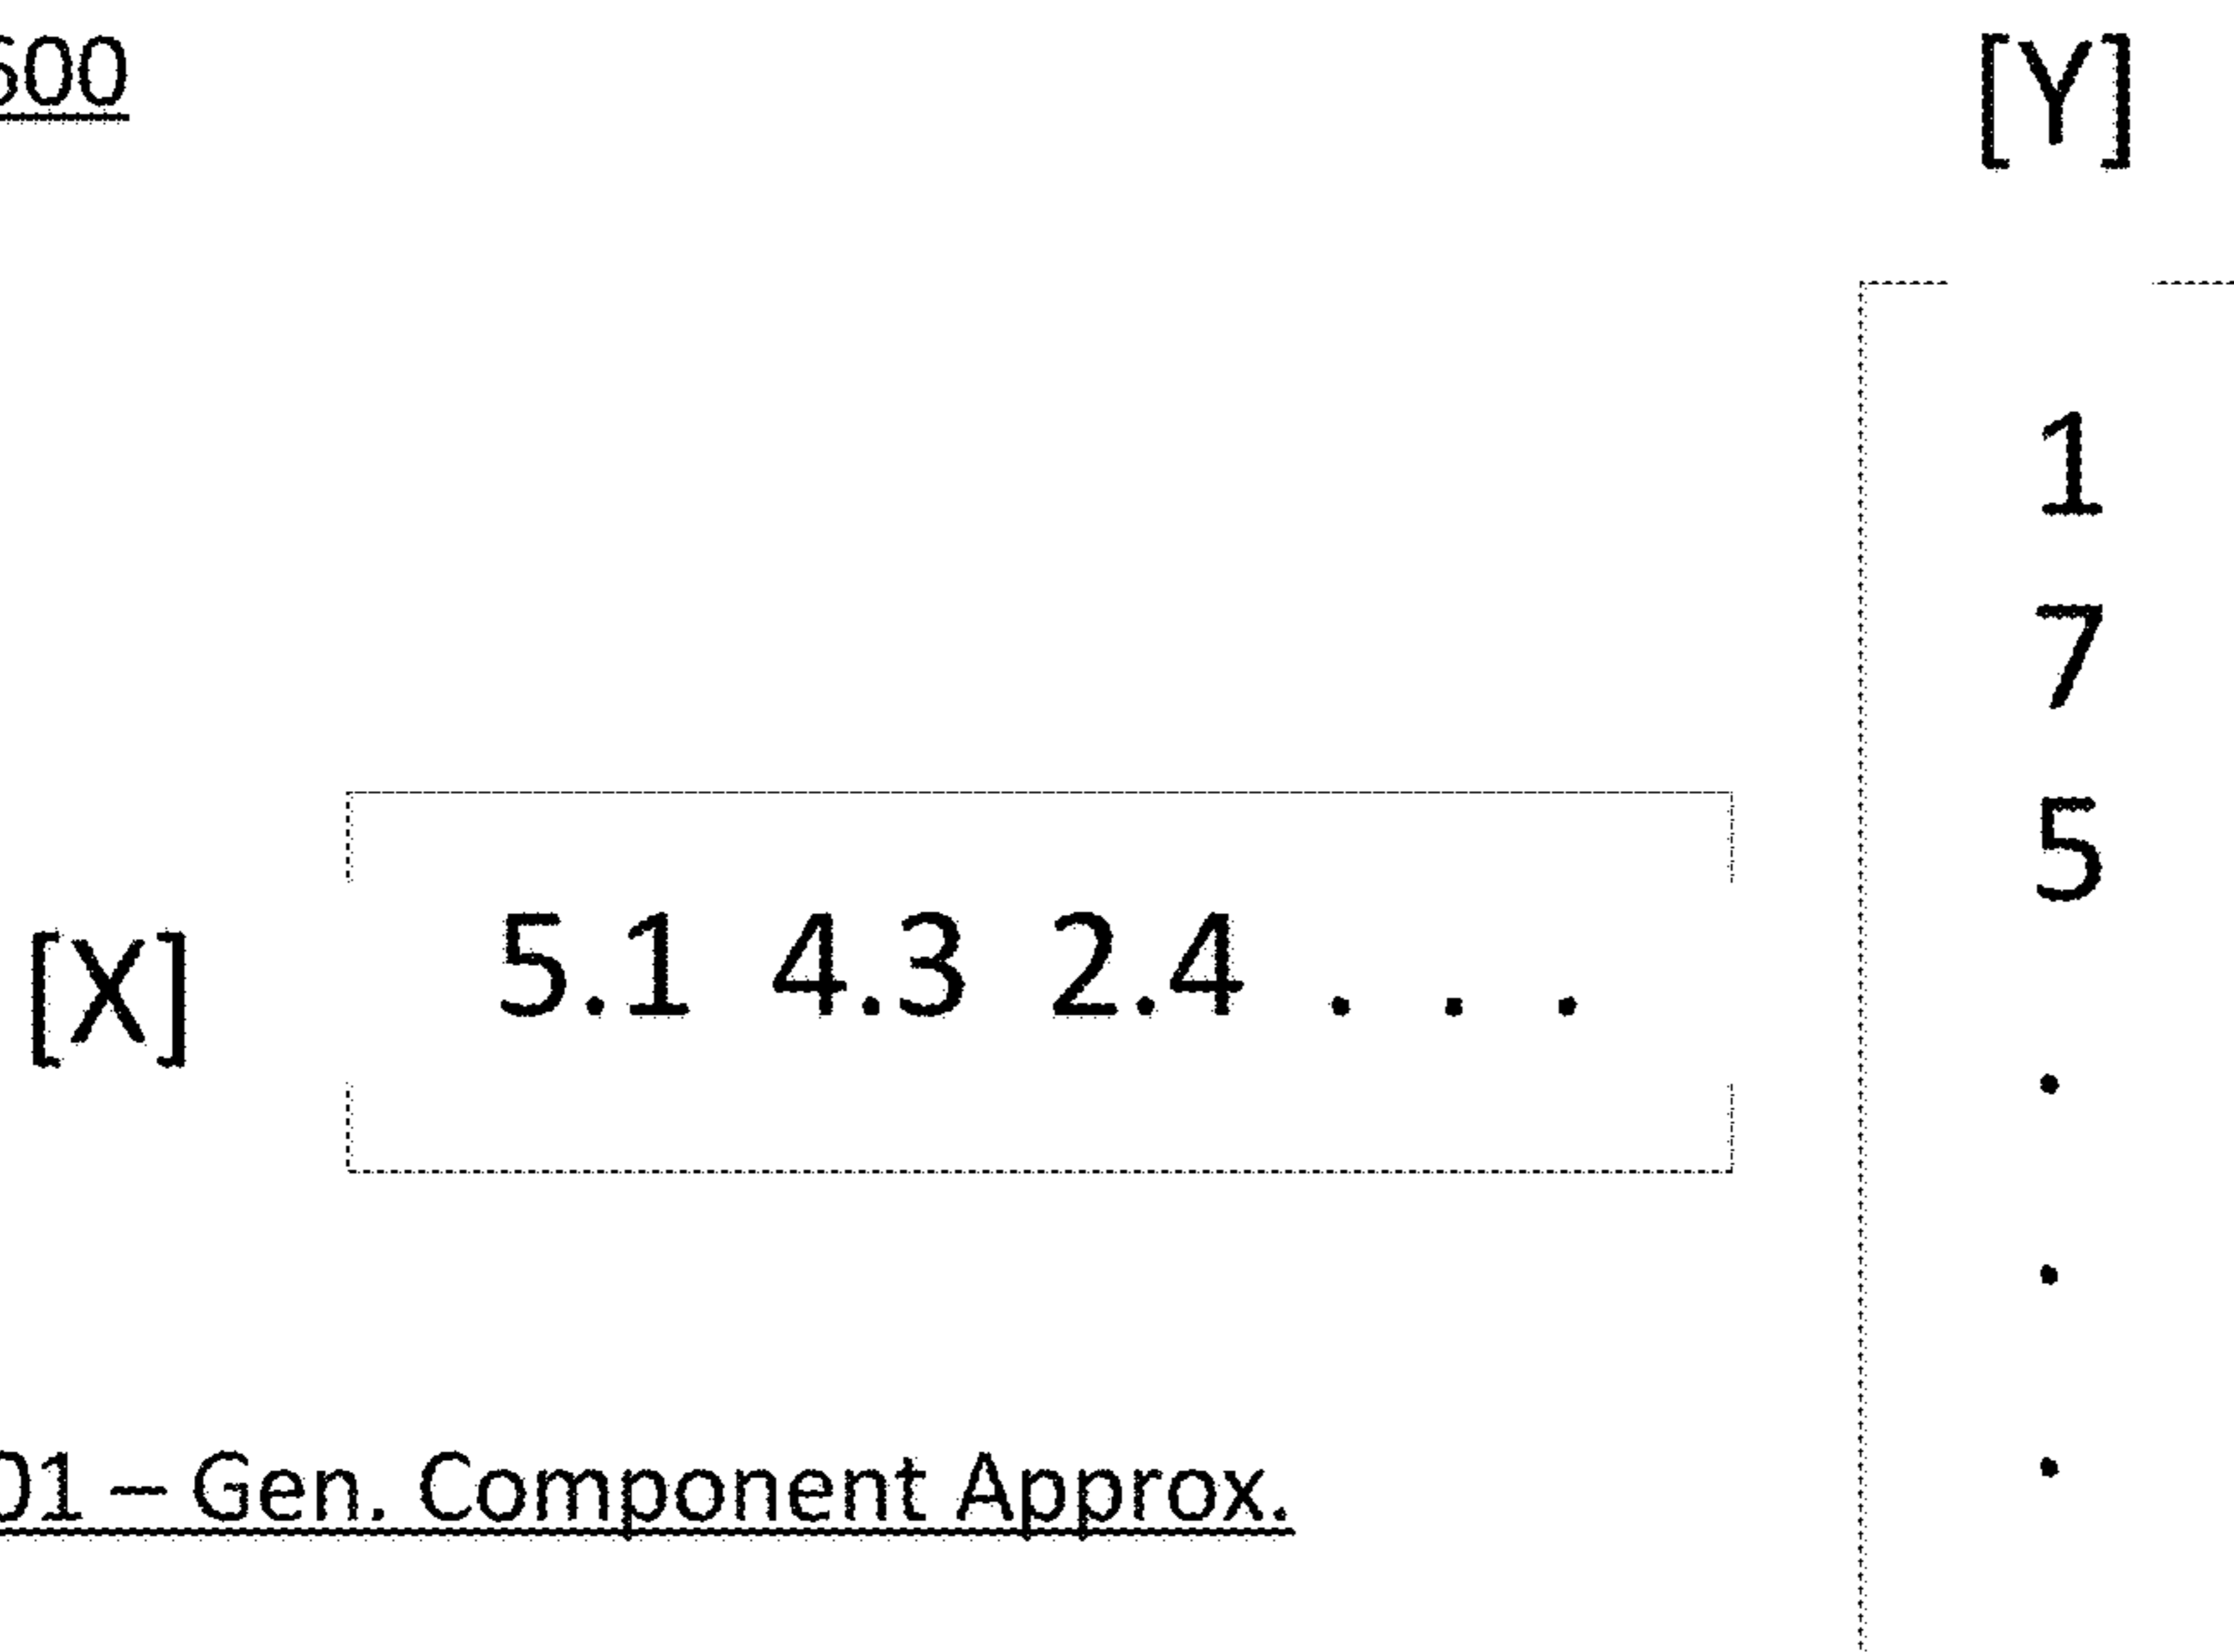 600
[Y]
1
7
5
[X] 5.1 4.3 2.4 . . .
.
.
.
01 – Gen. Component Approx.